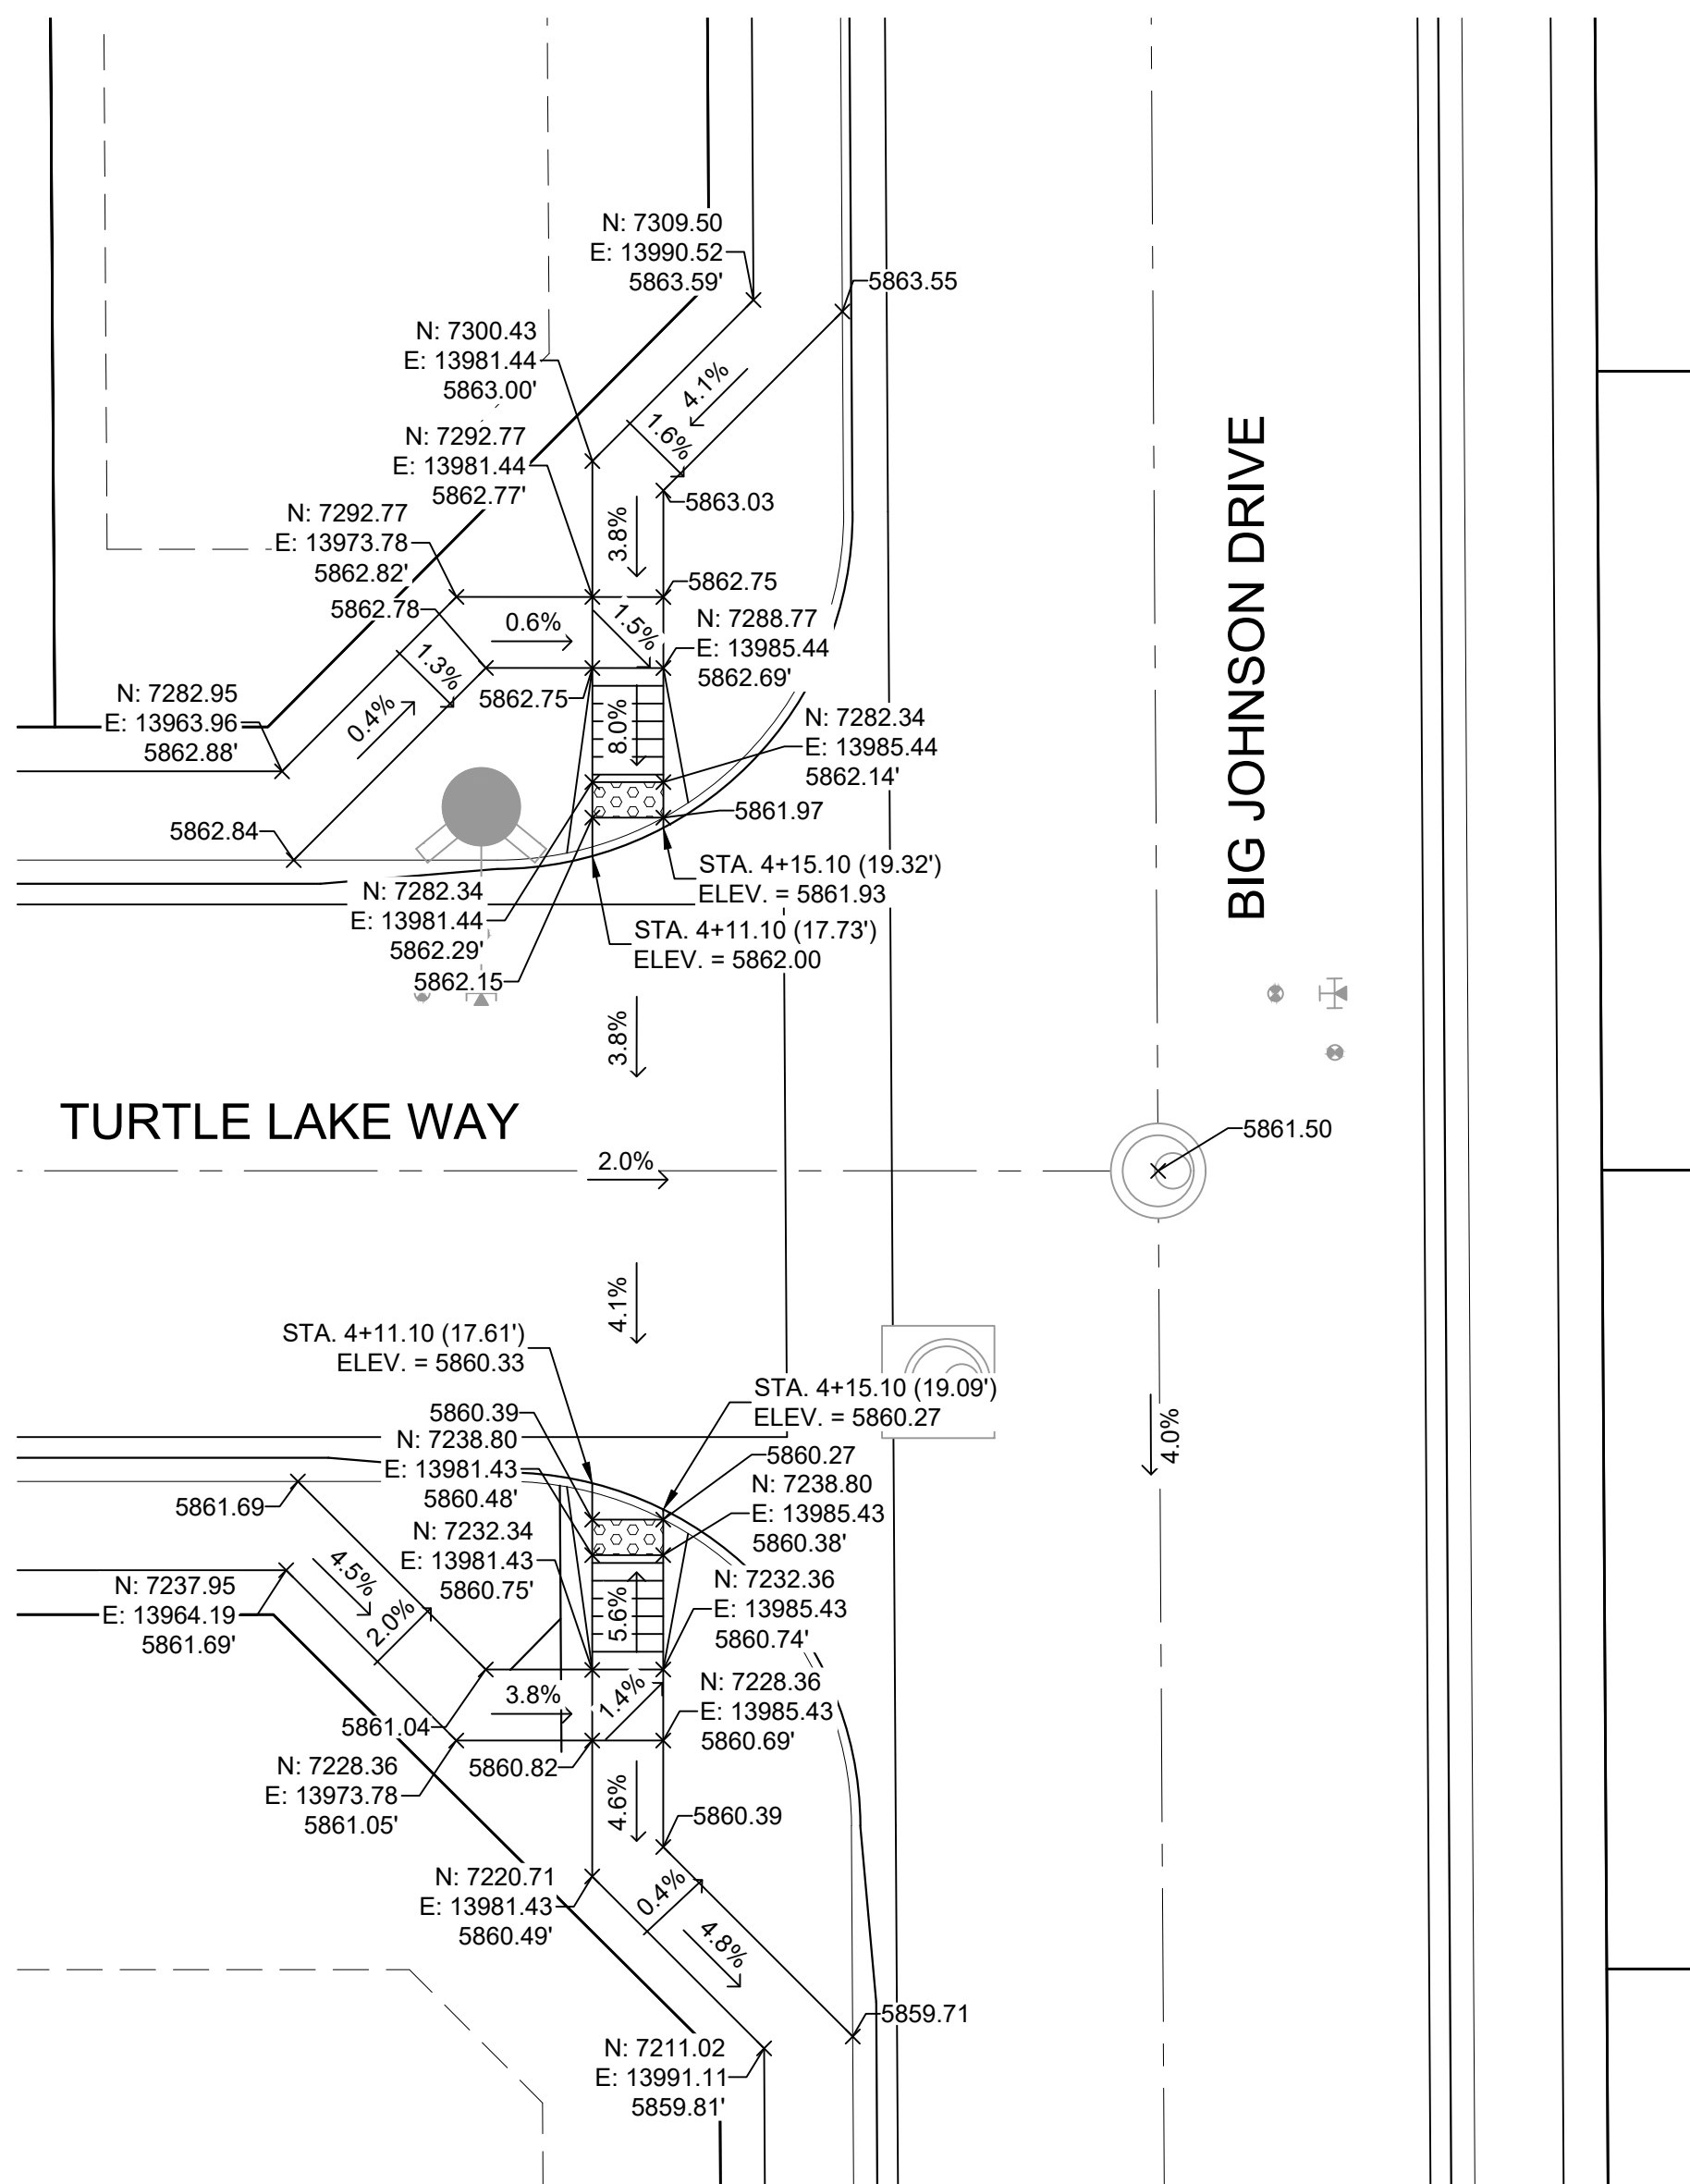 N: 7309.50
E: 13990.52
5863.59'
5863.55
N: 7300.43
E: 13981.44
5863.00'
4.1%
1.6%
N: 7292.77
E: 13981.44
5862.77'
5863.03
N: 7292.77
E: 13973.78
5862.82'
3.8%
5862.75
5862.78
0.6%
1.5%
N: 7288.77
E: 13985.44
5862.69'
1.3%
0.4%
5862.75
N: 7282.95
E: 13963.96
5862.88'
8.0%
N: 7282.34
E: 13985.44
5862.14'
5861.97
5862.84
STA. 4+15.10 (19.32')
ELEV. = 5861.93
N: 7282.34
E: 13981.44
5862.29'
STA. 4+11.10 (17.73')
ELEV. = 5862.00
5862.15
BIG JOHNSON DRIVE
3.8%
TURTLE LAKE WAY
5861.50
2.0%
4.1%
STA. 4+11.10 (17.61')
ELEV. = 5860.33
STA. 4+15.10 (19.09')
ELEV. = 5860.27
4.0%
5860.39
N: 7238.80
E: 13981.43
5860.48'
5860.27
N: 7238.80
E: 13985.43
5860.38'
5861.69
N: 7232.34
E: 13981.43
5860.75'
4.5%
2.0%
N: 7237.95
E: 13964.19
5861.69'
5.6%
N: 7232.36
E: 13985.43
5860.74'
3.8%
1.4%
N: 7228.36
E: 13985.43
5860.69'
5861.04
5860.82
N: 7228.36
E: 13973.78
5861.05'
4.6%
5860.39
N: 7220.71
E: 13981.43
5860.49'
0.4%
4.8%
5859.71
N: 7211.02
E: 13991.11
5859.81'